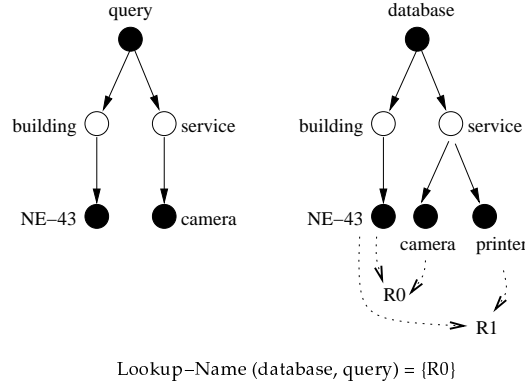 query
database
building
service
building
service
NE-43
camera
NE-43
camera
printer
R0
R1
Lookup-Name (database, query) = {R0}